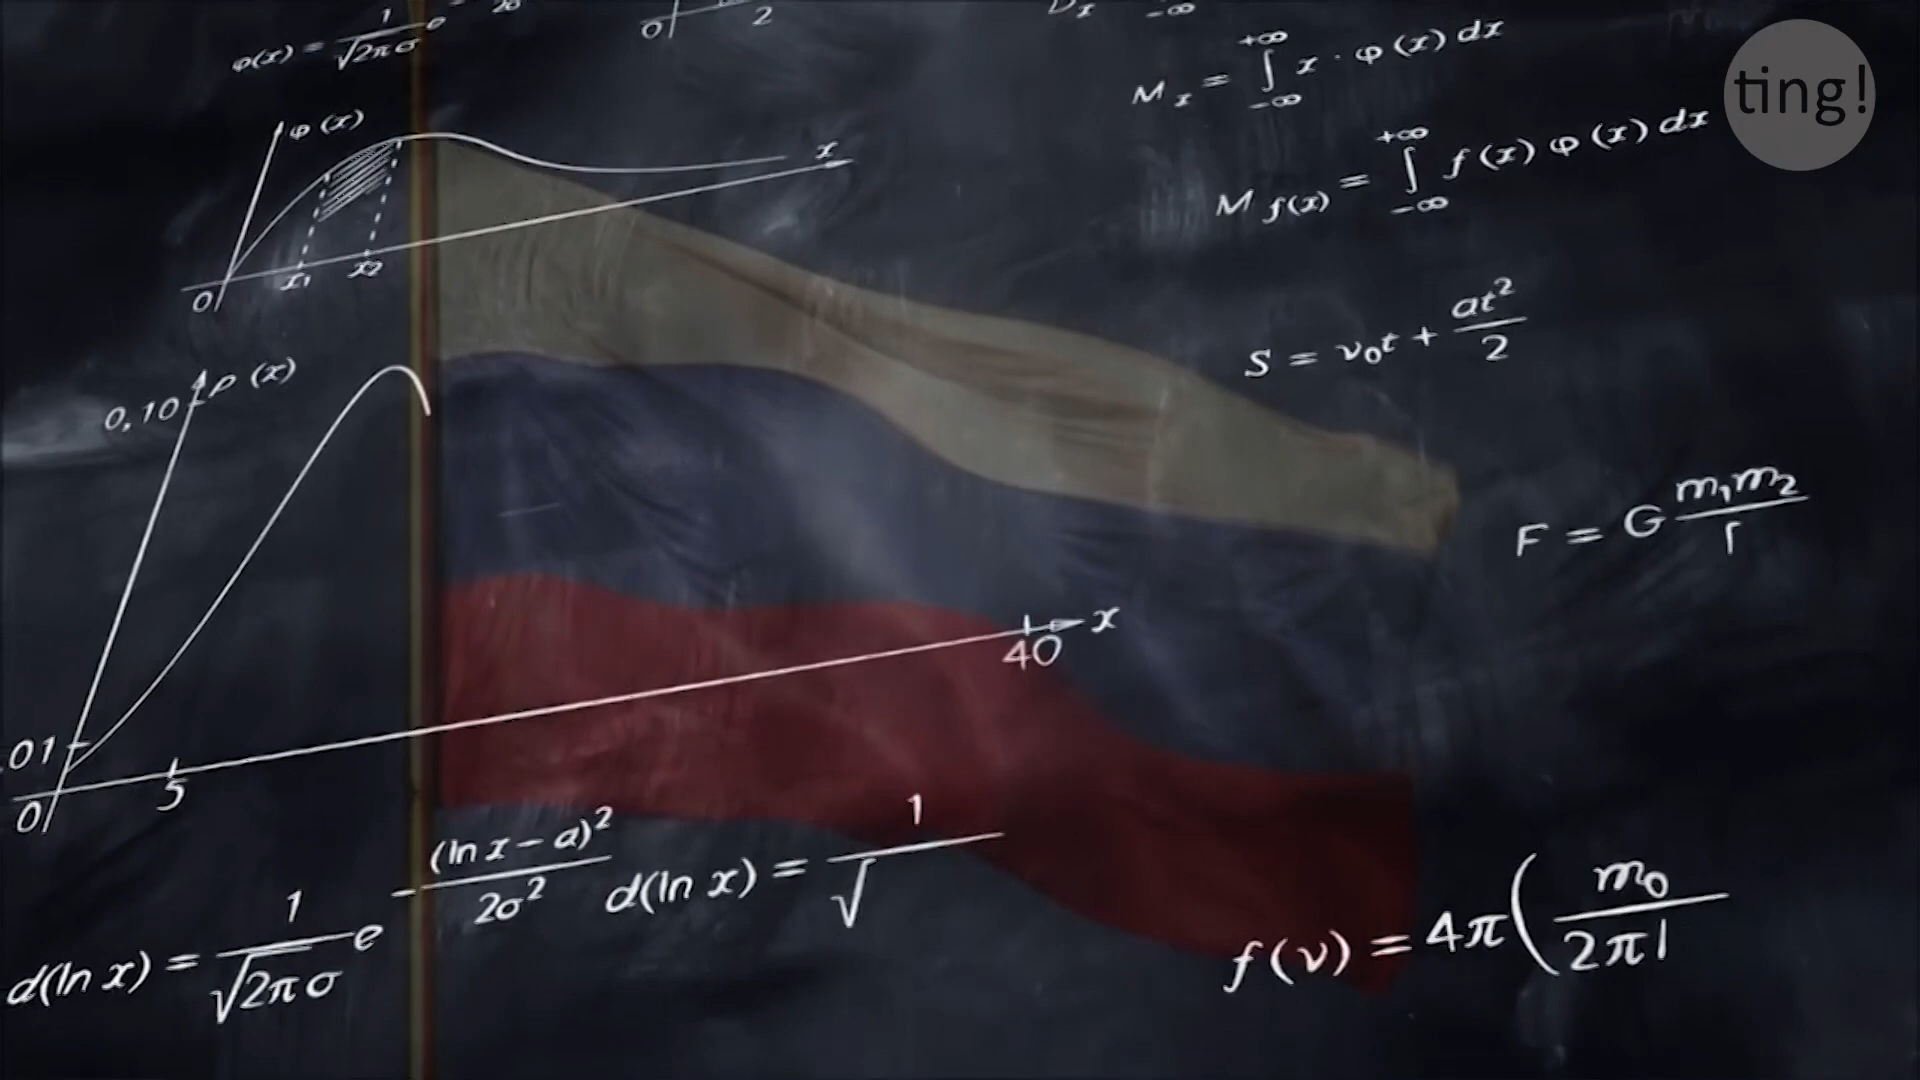 φ(x) = 1/√2πσ e
0 2
ting!
M x = ∫ +∞ -∞ x · φ (x) dx
φ (x)
x
M f(x) = ∫ +∞ -∞ f (x) φ (x) dx
0 x1 x2
S = v0t + at²/2
ρ (x)
0,10
F = G m1m2/r
40 x
01
0 5
d(ln x) = 1/√2πσ e -(ln x - a)²/2σ² d(ln x) = 1/√
f (v) = 4π ( m0/2π